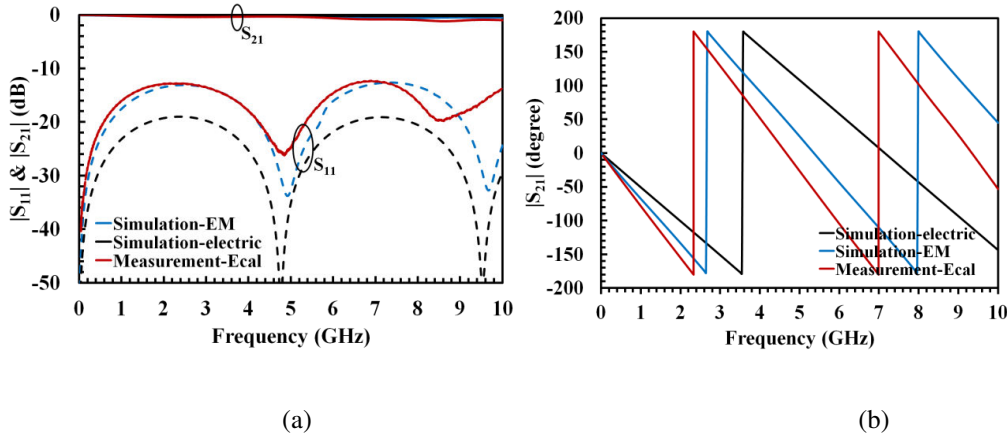 |S11| & |S21| (dB)
0
-10
-20
-30
-40
-50
S21
S11
Simulation-EM
Simulation-electric
Measurement-Ecal
0 1 2 3 4 5 6 7 8 9 10
Frequency (GHz)
(a)
|S21| (degree)
200
150
100
50
0
-50
-100
-150
-200
Simulation-electric
Simulation-EM
Measurement-Ecal
0 1 2 3 4 5 6 7 8 9 10
Frequency (GHz)
(b)